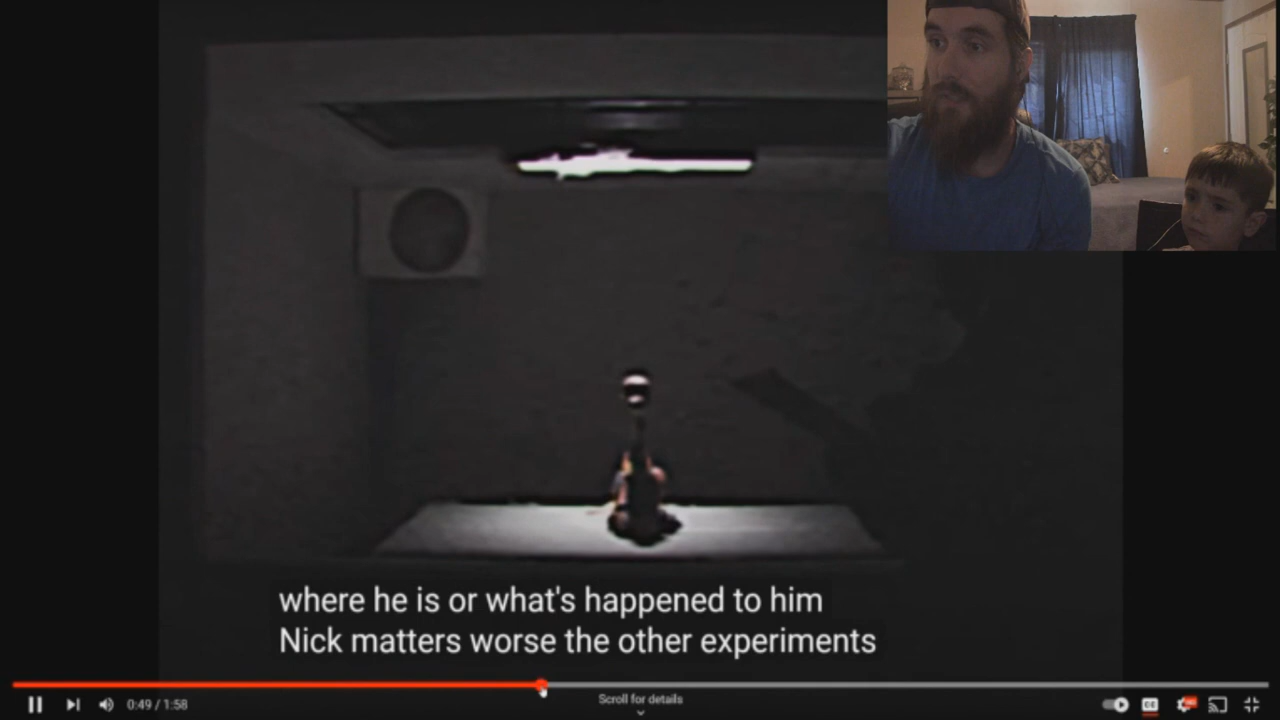 where he is or what's happened to him
Nick matters worse the other experiments
0:49 / 1:58
Scroll for details
CC